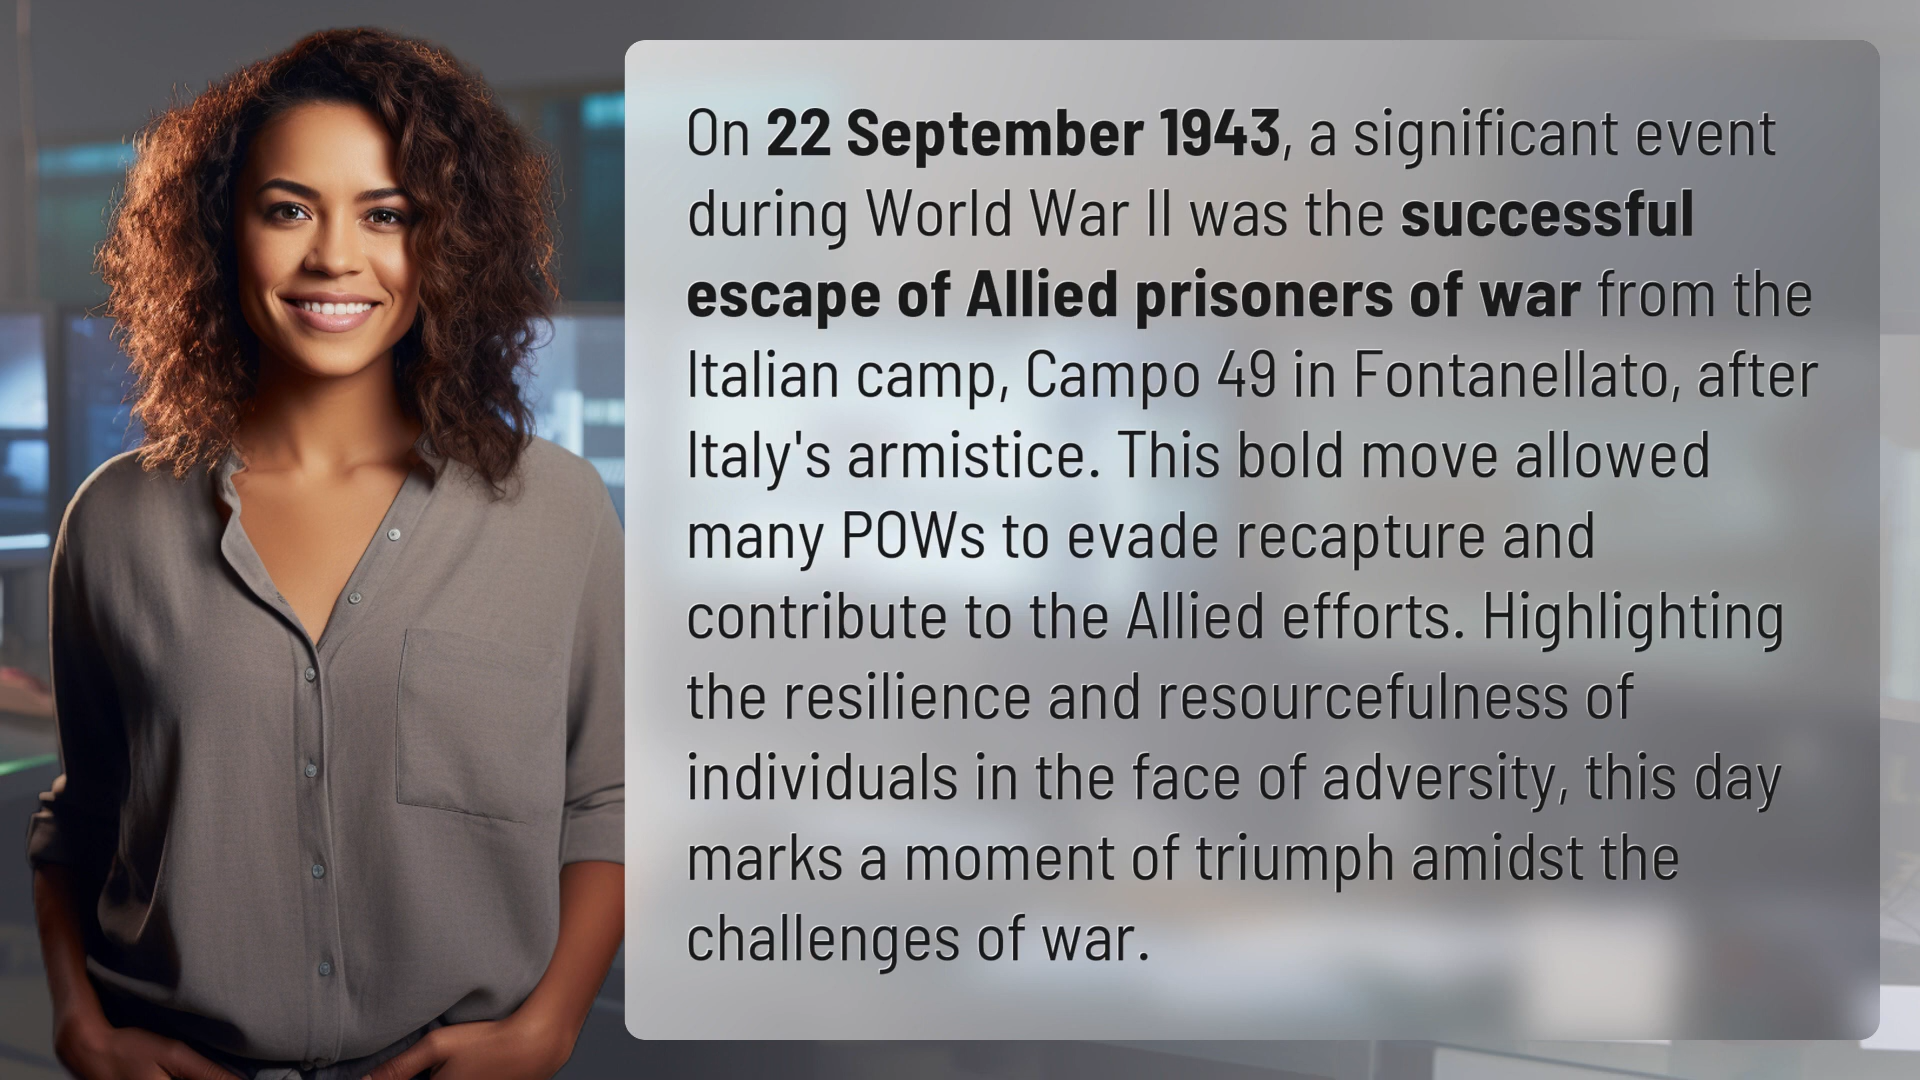 On 22 September 1943, a significant event
during World War II was the successful
escape of Allied prisoners of war from the
Italian camp, Campo 49 in Fontanellato, after
Italy's armistice. This bold move allowed
many POWs to evade recapture and
contribute to the Allied efforts. Highlighting
the resilience and resourcefulness of
individuals in the face of adversity, this day
marks a moment of triumph amidst the
challenges of war.